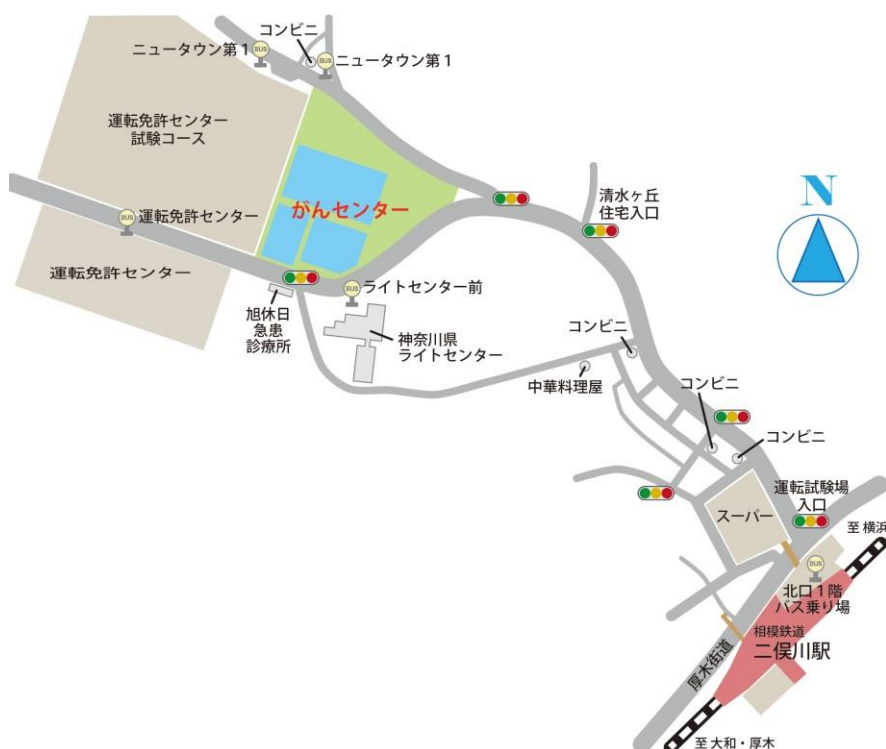 コンビニ
ニュータウン第1
BUS
BUS
ニュータウン第1
運転免許センター
試験コース
N
清水ヶ丘
住宅入口
がんセンター
BUS
運転免許センター
運転免許センター
BUS
ライトセンター前
旭休日
急患
診療所
神奈川県
ライトセンター
コンビニ
中華料理屋
コンビニ
コンビニ
運転試験場
入口
スーパー
至 横浜
BUS
北口1階
バス乗り場
相模鉄道
二俣川駅
厚木街道
至 大和・厚木